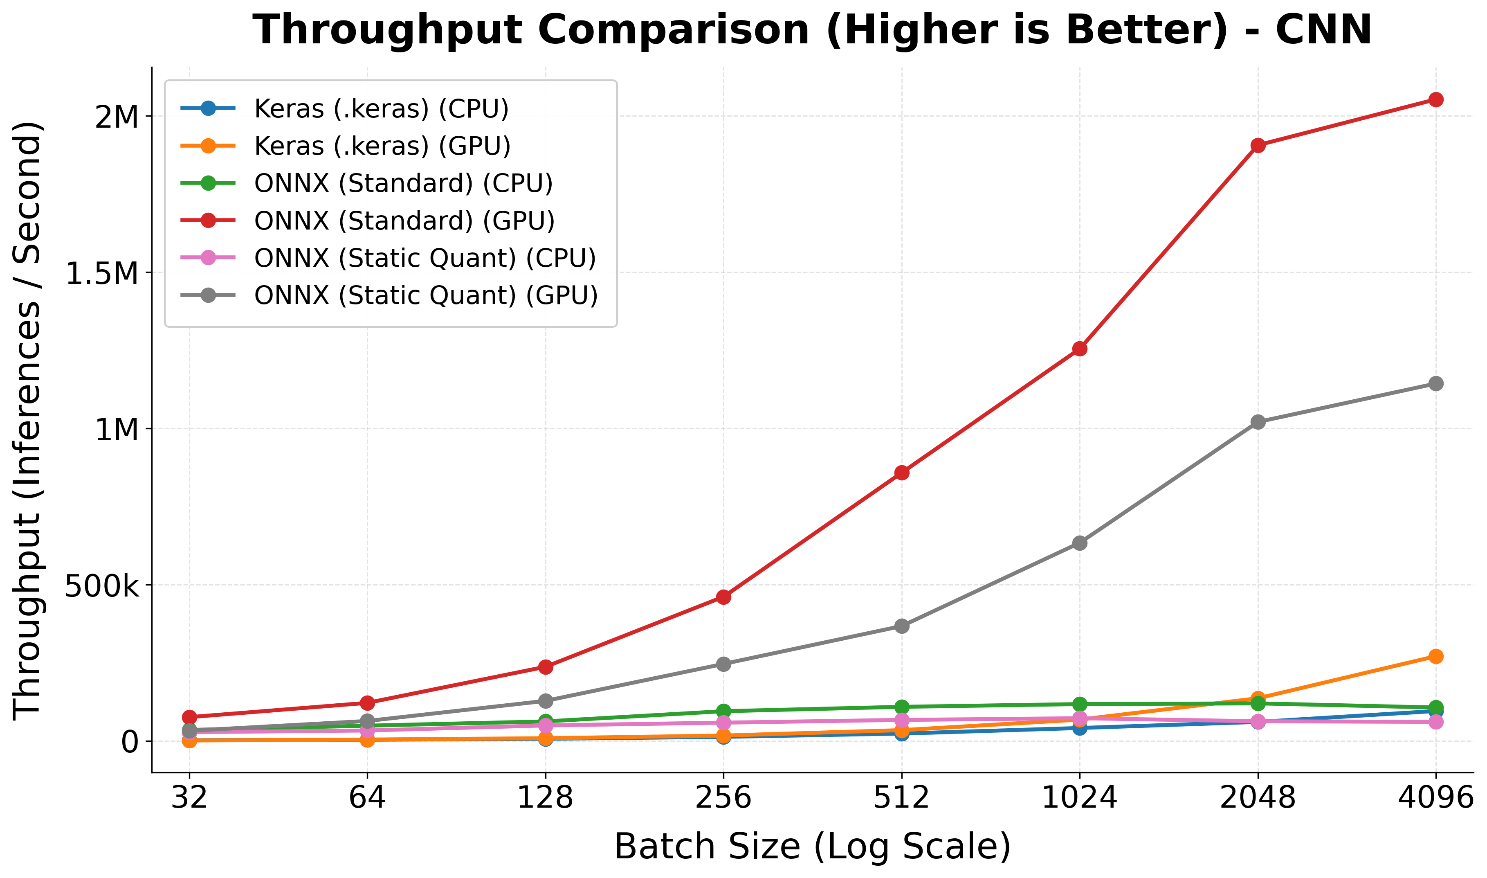 Throughput Comparison (Higher is Better) - CNN
Keras (.keras) (CPU)
Keras (.keras) (GPU)
ONNX (Standard) (CPU)
ONNX (Standard) (GPU)
ONNX (Static Quant) (CPU)
ONNX (Static Quant) (GPU)
Throughput (Inferences / Second)
2M
1.5M
1M
500k
0
32 64 128 256 512 1024 2048 4096
Batch Size (Log Scale)